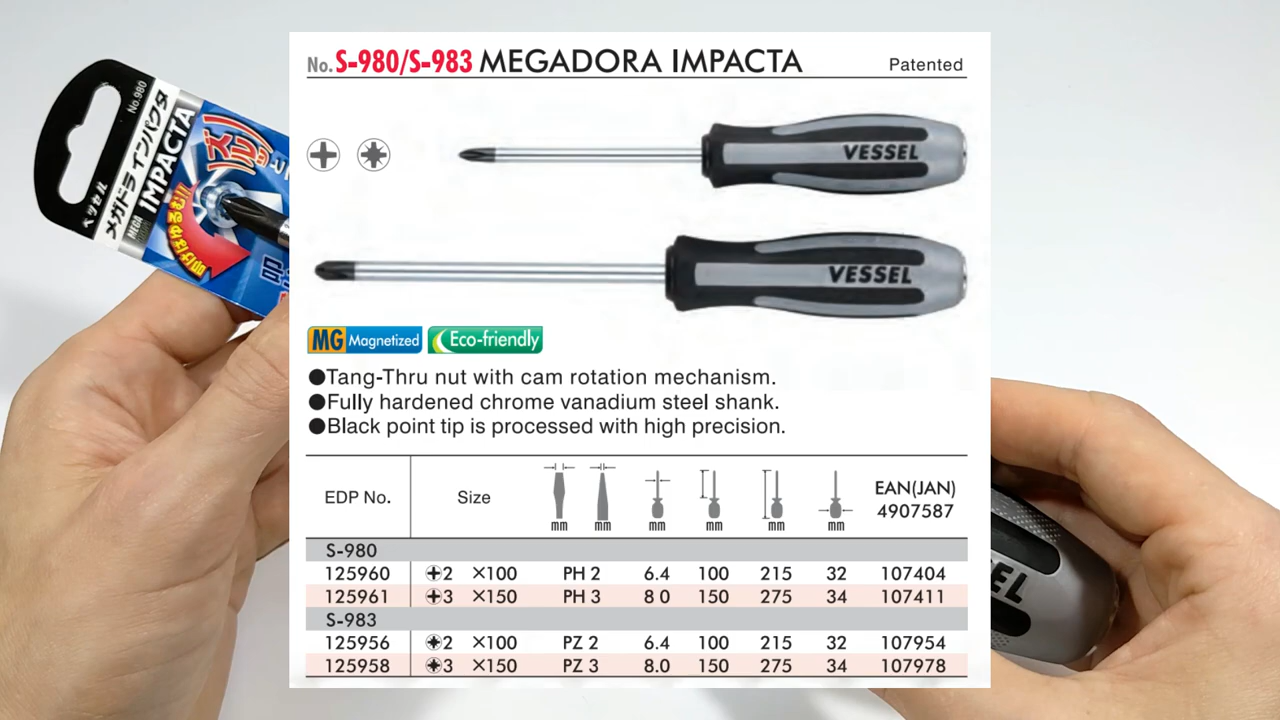 No. S-980/S-983 MEGADORA IMPACTA
Patented
VESSEL
VESSEL
MG Magnetized
Eco-friendly
●Tang-Thru nut with cam rotation mechanism.
●Fully hardened chrome vanadium steel shank.
●Black point tip is processed with high precision.
EDP No. Size mm mm mm mm mm mm EAN(JAN) 4907587
S-980
125960 2 ×100 PH 2 6.4 100 215 32 107404
125961 3 ×150 PH 3 8 0 150 275 34 107411
S-983
125956 2 ×100 PZ 2 6.4 100 215 32 107954
125958 3 ×150 PZ 3 8.0 150 275 34 107978
No.980
ベッセル
メガドラ インパクタ
MEGA IMPACTA